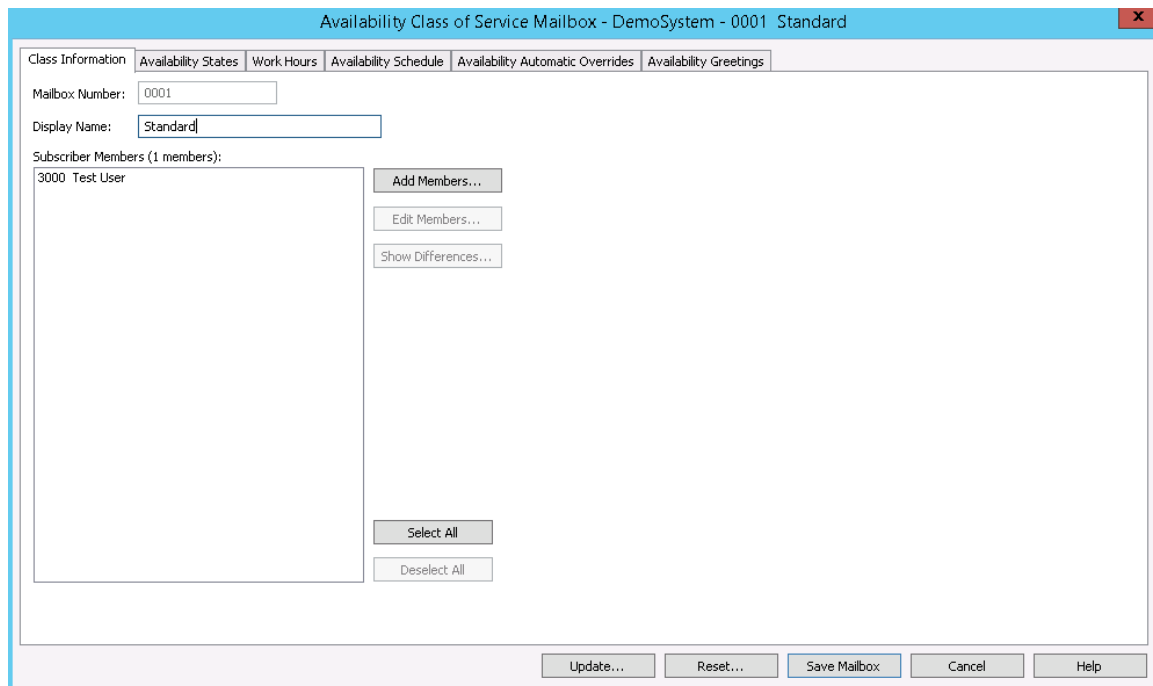 Availability Class of Service Mailbox - DemoSystem - 0001 Standard
x
Class Information Availability States Work Hours Availability Schedule Availability Automatic Overrides Availability Greetings
Mailbox Number: 0001
Display Name: Standard
Subscriber Members (1 members):
3000 Test User
Add Members...
Edit Members...
Show Differences...
Select All
Deselect All
Update... Reset... Save Mailbox Cancel Help